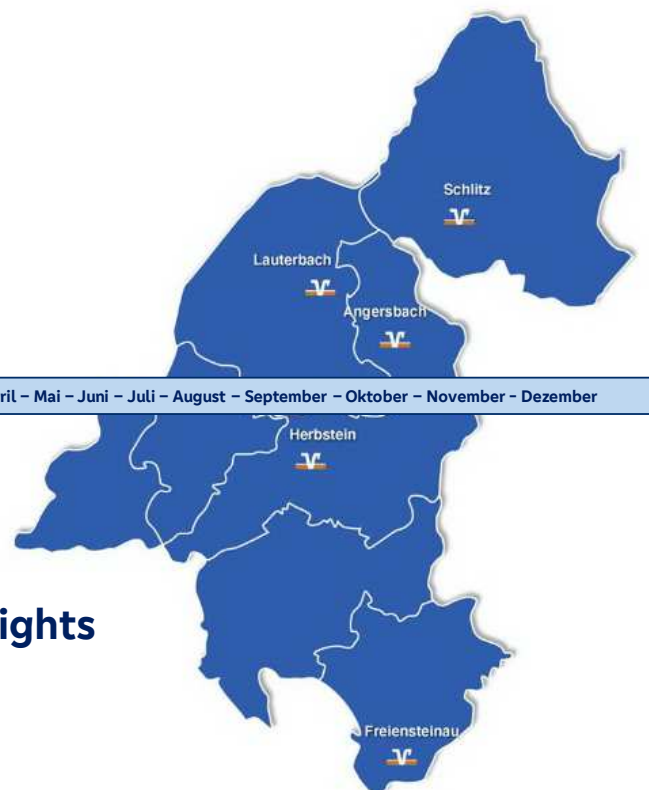 Schlitz
Lauterbach
Angersbach
ril – Mai – Juni – Juli – August – September – Oktober – November - Dezember
Herbstein
ights
Freiensteinau